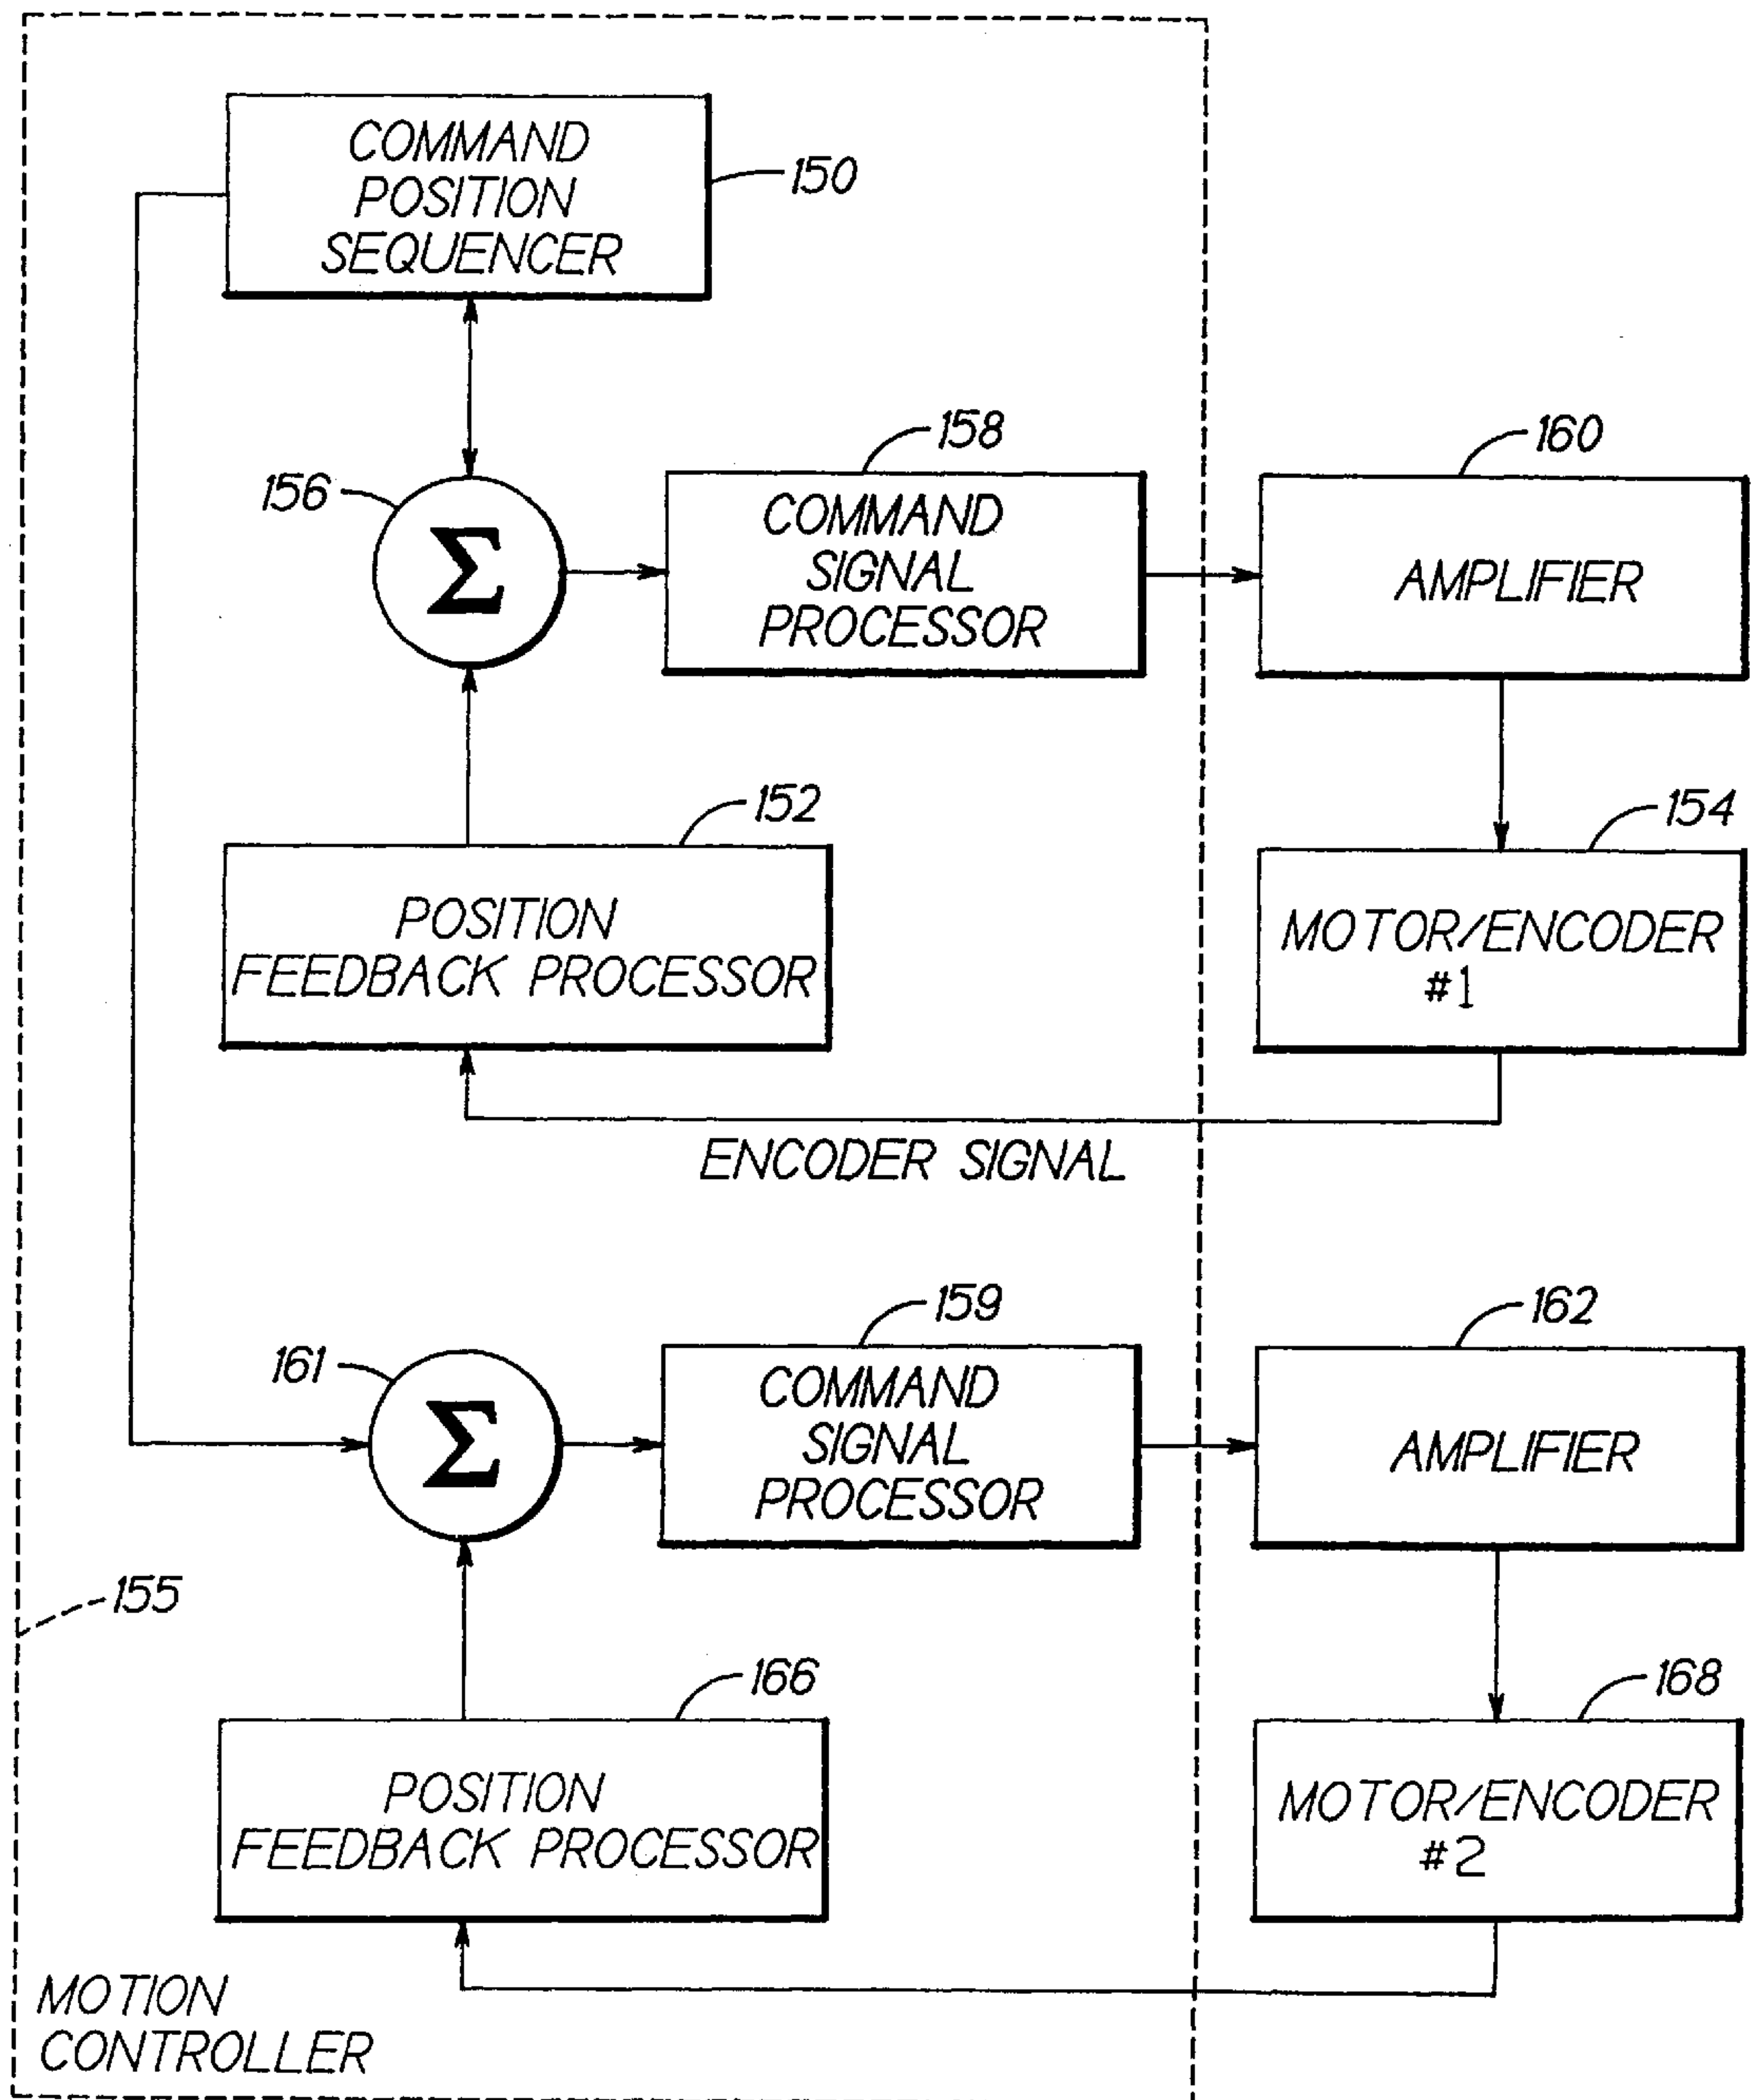 COMMAND
POSITION
SEQUENCER
150
156
Σ
158
COMMAND
SIGNAL
PROCESSOR
160
AMPLIFIER
152
POSITION
FEEDBACK PROCESSOR
154
MOTOR/ENCODER
#1
ENCODER SIGNAL
161
Σ
159
COMMAND
SIGNAL
PROCESSOR
162
AMPLIFIER
155
166
POSITION
FEEDBACK PROCESSOR
168
MOTOR/ENCODER
#2
MOTION
CONTROLLER